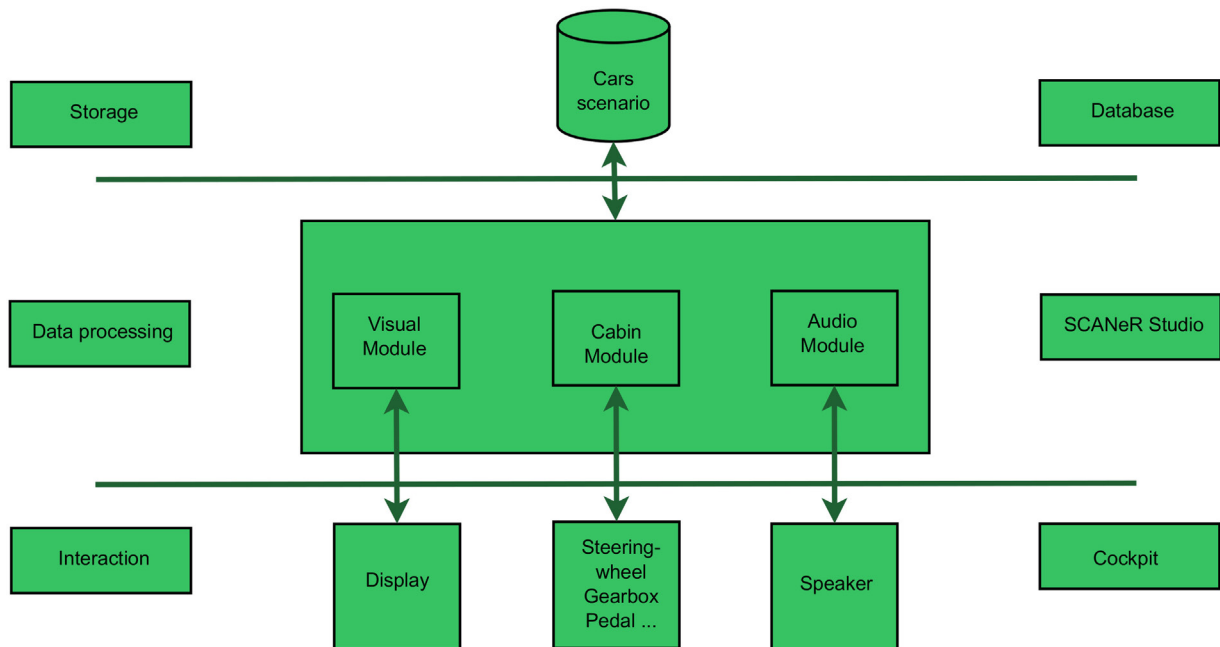 Cars
scenario
Storage
Database
Visual
Module
Cabin
Module
Audio
Module
Data processing
SCANeR Studio
Interaction
Display
Steering-
wheel
Gearbox
Pedal ...
Speaker
Cockpit